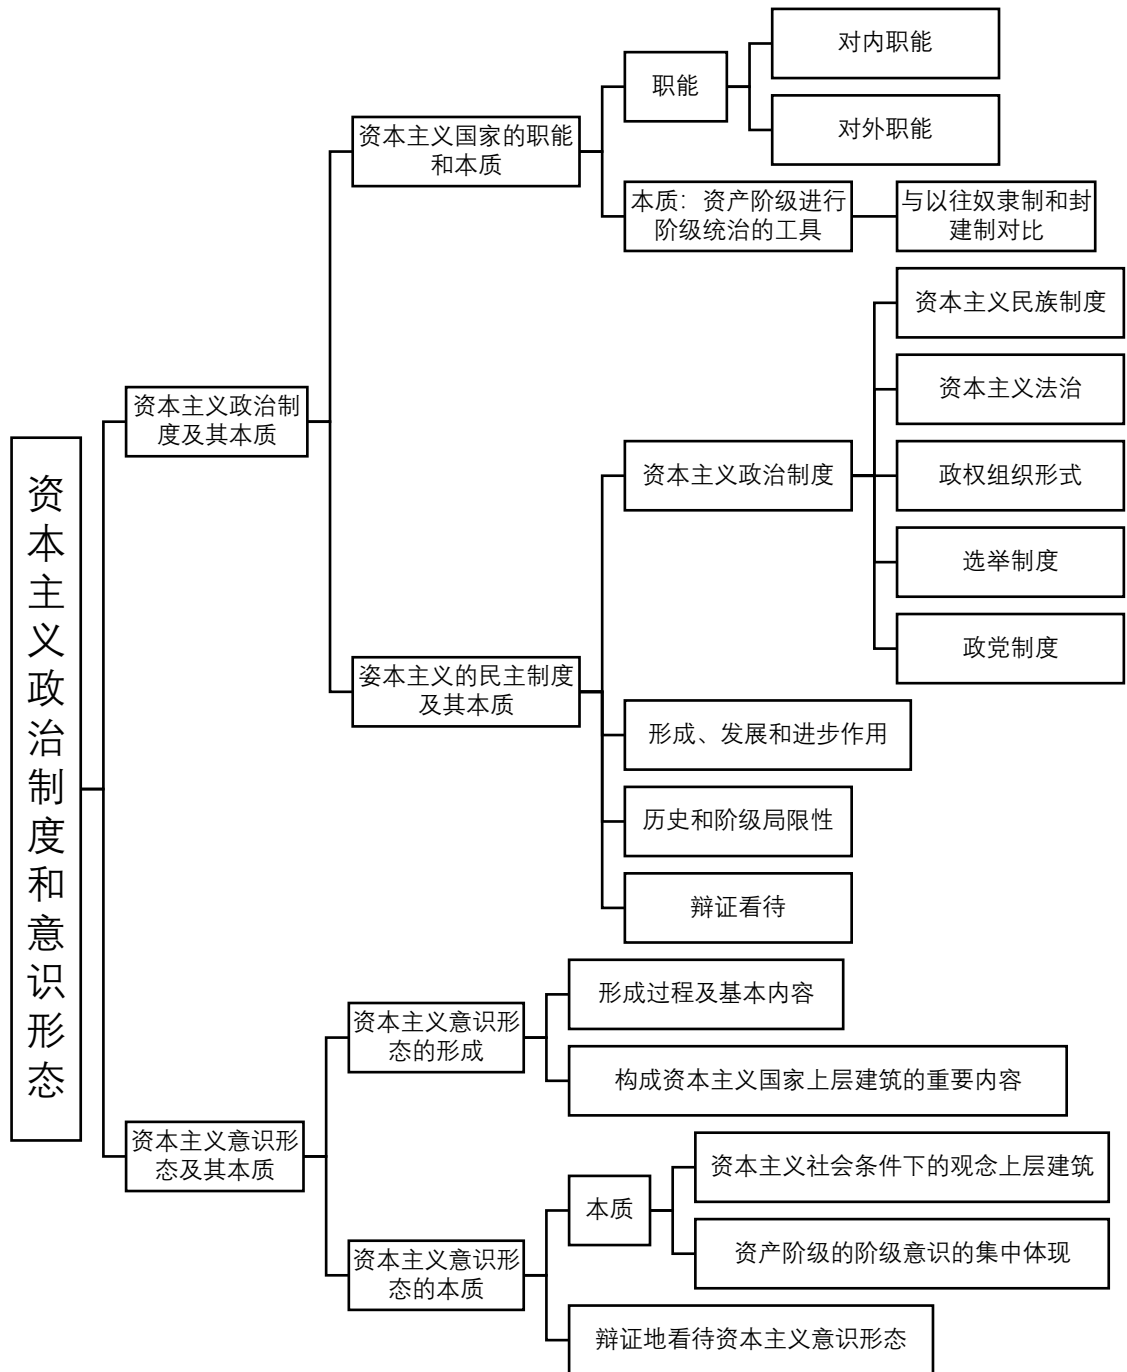 资本主义政治制度和意识形态
资本主义政治制
度及其本质
资本主义国家的职能
和本质
职能
对内职能
对外职能
本质：资产阶级进行
阶级统治的工具
与以往奴隶制和封
建制对比
姿本主义的民主制度
及其本质
资本主义政治制度
资本主义民族制度
资本主义法治
政权组织形式
选举制度
政党制度
形成、发展和进步作用
历史和阶级局限性
辩证看待
资本主义意识形
态及其本质
资本主义意识形
态的形成
形成过程及基本内容
构成资本主义国家上层建筑的重要内容
资本主义意识形
态的本质
本质
资本主义社会条件下的观念上层建筑
资产阶级的阶级意识的集中体现
辩证地看待资本主义意识形态